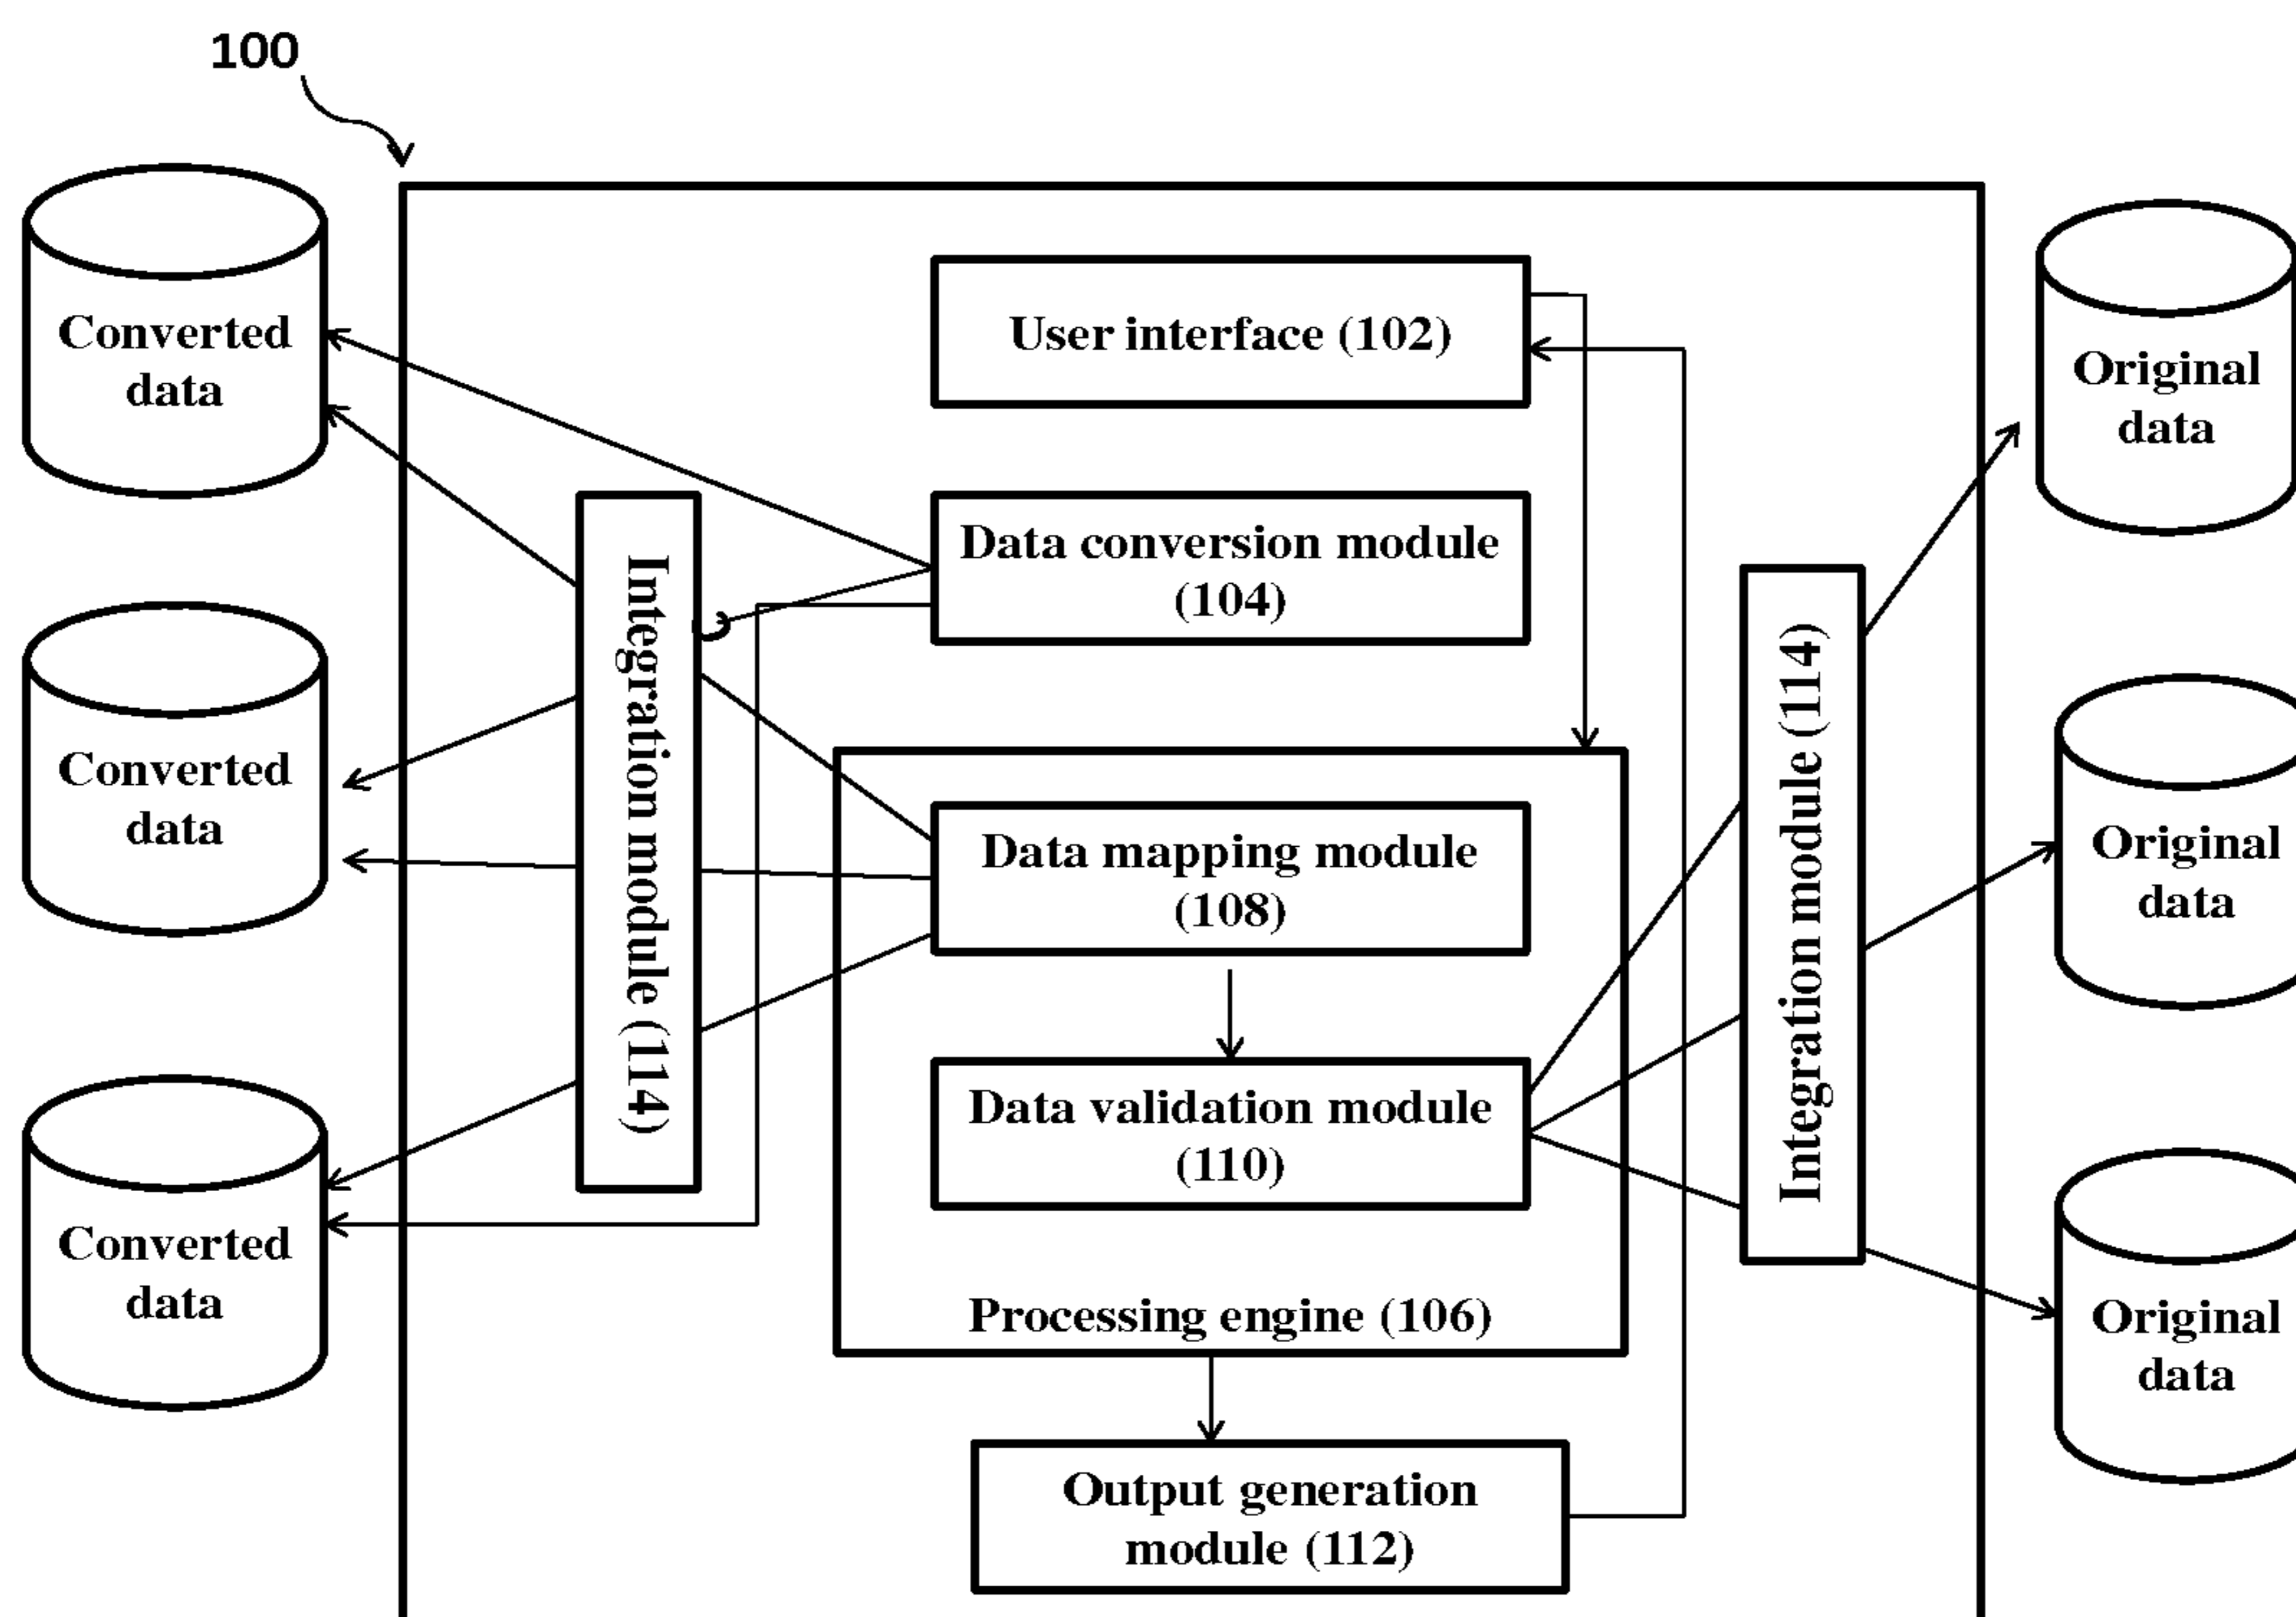 100
Converted
data
Converted
data
Converted
data
Integration module (114)
User interface (102)
Data conversion module
(104)
Data mapping module
(108)
Data validation module
(110)
Processing engine (106)
Output generation
module (112)
Integration module (114)
Original
data
Original
data
Original
data